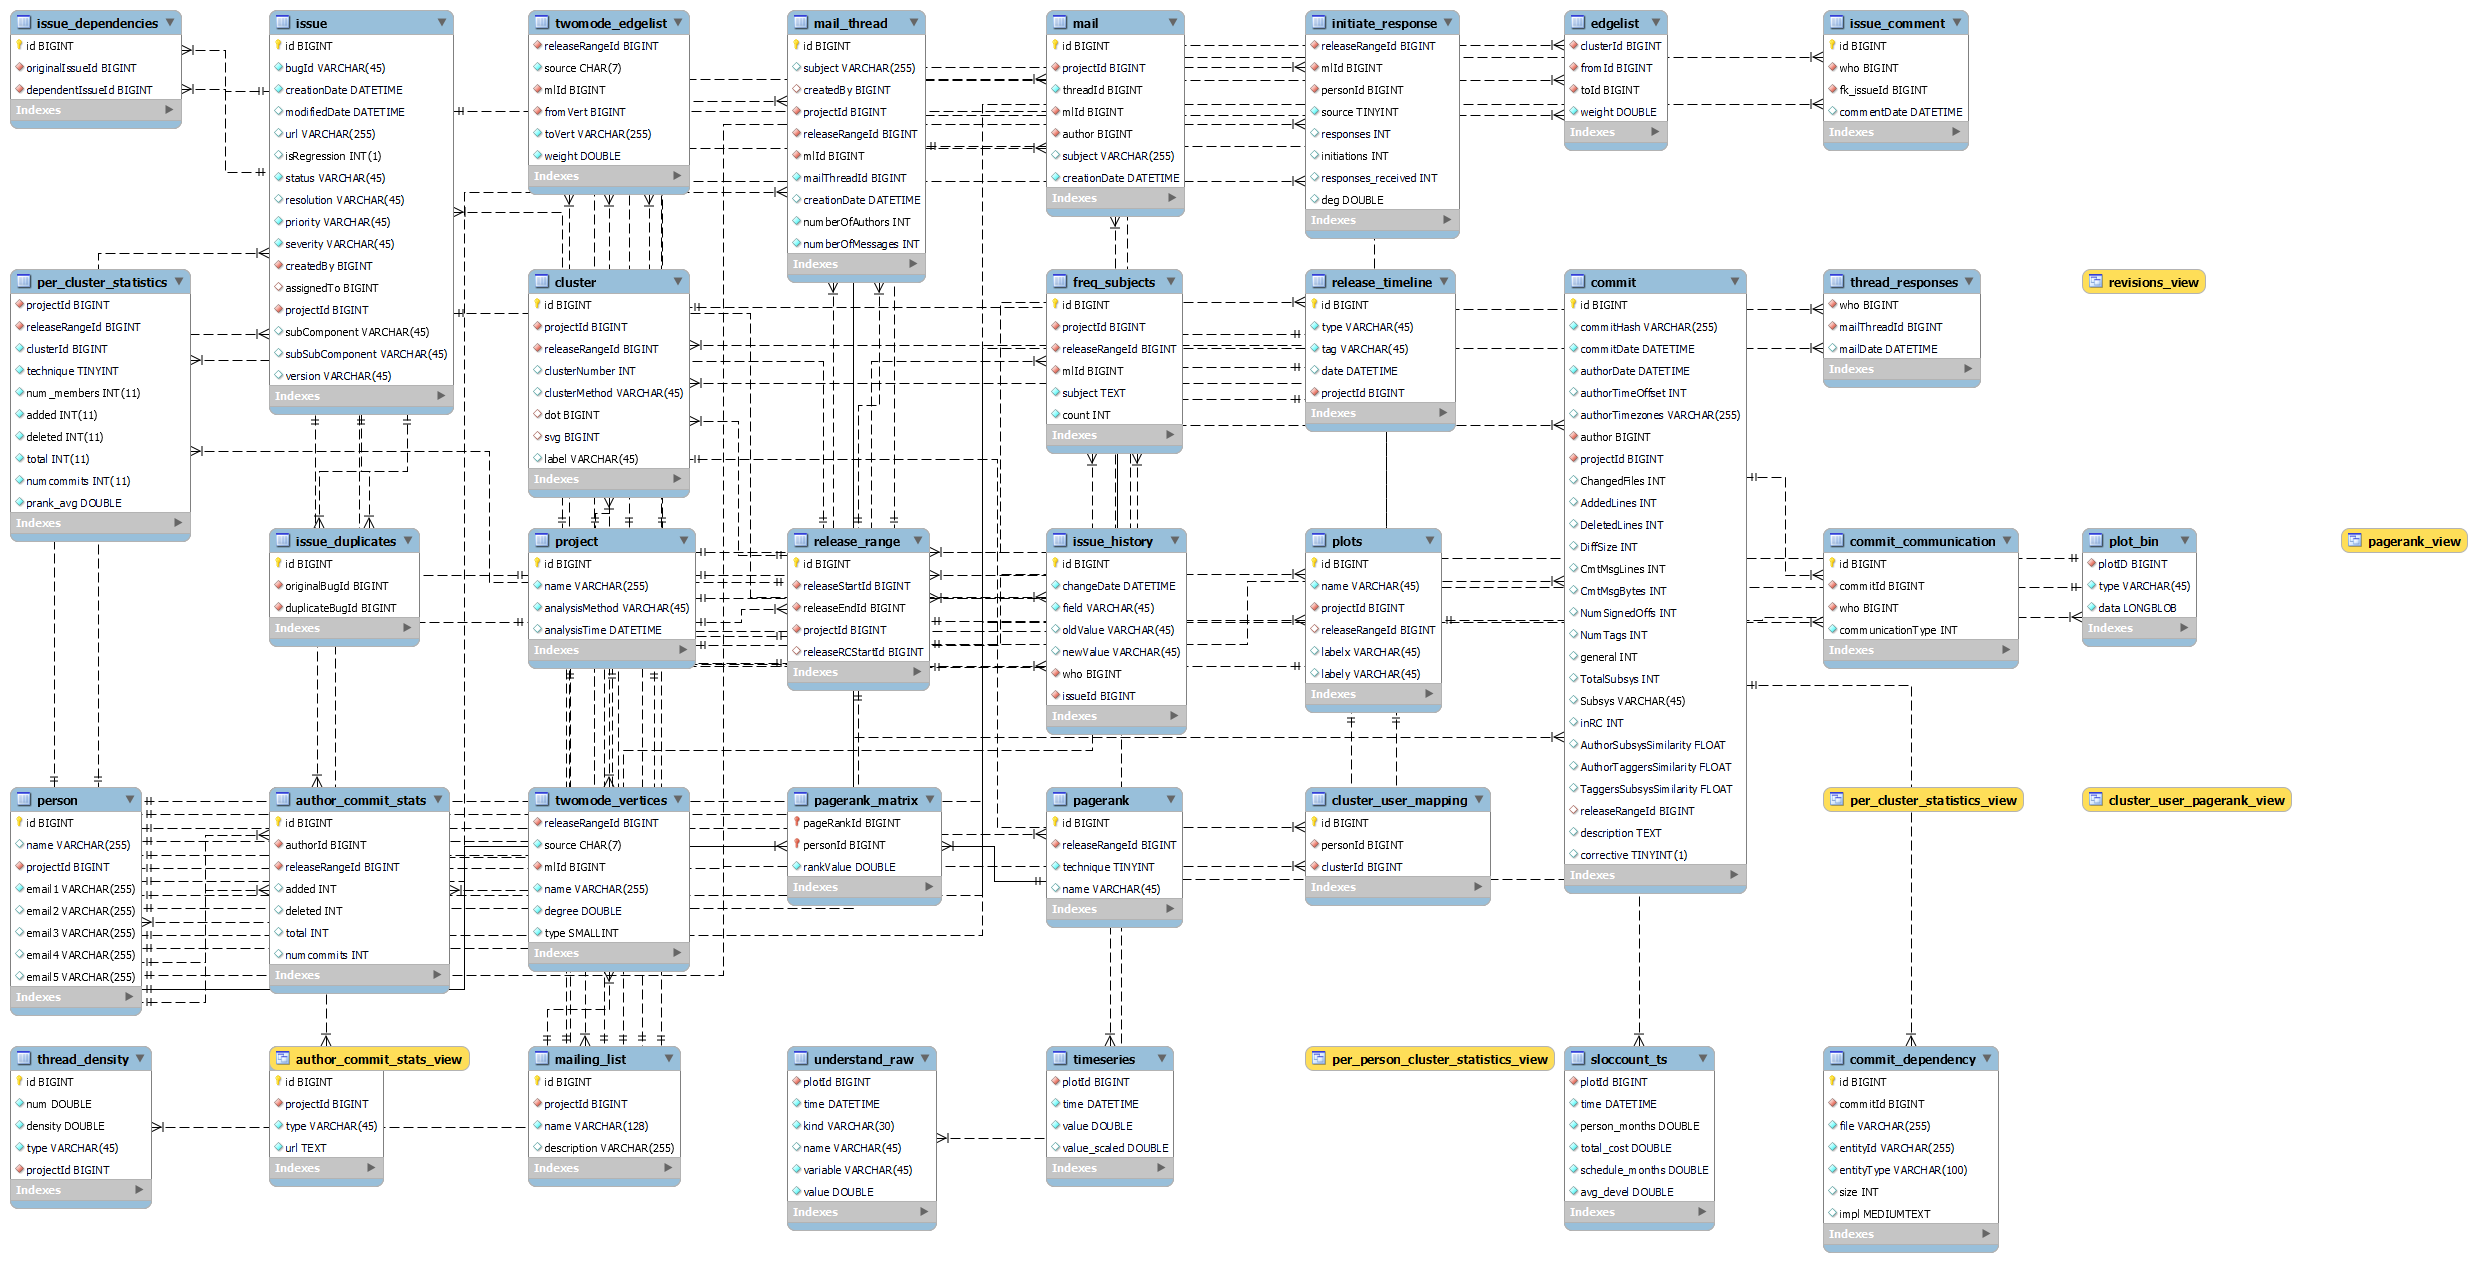 issue_dependencies
id BIGINT
originalIssueId BIGINT
dependentIssueId BIGINT
Indexes
issue
id BIGINT
bugId VARCHAR(45)
creationDate DATETIME
modifiedDate DATETIME
url VARCHAR(255)
isRegression INT(1)
status VARCHAR(45)
resolution VARCHAR(45)
priority VARCHAR(45)
severity VARCHAR(45)
createdBy BIGINT
assignedTo BIGINT
projectId BIGINT
subComponent VARCHAR(45)
subSubComponent VARCHAR(45)
version VARCHAR(45)
Indexes
twomode_edgelist
releaseRangeId BIGINT
source CHAR(7)
mlId BIGINT
fromVert BIGINT
toVert VARCHAR(255)
weight DOUBLE
Indexes
mail_thread
id BIGINT
subject VARCHAR(255)
createdBy BIGINT
projectId BIGINT
releaseRangeId BIGINT
mlId BIGINT
mailThreadId BIGINT
creationDate DATETIME
numberOfAuthors INT
numberOfMessages INT
Indexes
mail
id BIGINT
projectId BIGINT
threadId BIGINT
mlId BIGINT
author BIGINT
subject VARCHAR(255)
creationDate DATETIME
Indexes
initiate_response
releaseRangeId BIGINT
mlId BIGINT
personId BIGINT
source TINYINT
responses INT
initiations INT
responses_received INT
deg DOUBLE
Indexes
edgelist
clusterId BIGINT
fromId BIGINT
toId BIGINT
weight DOUBLE
Indexes
issue_comment
id BIGINT
who BIGINT
fk_issueId BIGINT
commentDate DATETIME
Indexes
per_cluster_statistics
projectId BIGINT
releaseRangeId BIGINT
clusterId BIGINT
technique TINYINT
num_members INT(11)
added INT(11)
deleted INT(11)
total INT(11)
numcommits INT(11)
prank_avg DOUBLE
Indexes
cluster
id BIGINT
projectId BIGINT
releaseRangeId BIGINT
clusterNumber INT
clusterMethod VARCHAR(45)
dot BIGINT
svg BIGINT
label VARCHAR(45)
Indexes
freq_subjects
id BIGINT
projectId BIGINT
releaseRangeId BIGINT
mlId BIGINT
subject TEXT
count INT
Indexes
release_timeline
id BIGINT
type VARCHAR(45)
tag VARCHAR(45)
date DATETIME
projectId BIGINT
Indexes
commit
id BIGINT
commitHash VARCHAR(255)
commitDate DATETIME
authorDate DATETIME
authorTimeOffset INT
authorTimezones VARCHAR(255)
author BIGINT
projectId BIGINT
ChangedFiles INT
AddedLines INT
DeletedLines INT
DiffSize INT
CmtMsgLines INT
CmtMsgBytes INT
NumSignedOffs INT
NumTags INT
general INT
TotalSubsys INT
Subsys VARCHAR(45)
inRC INT
AuthorSubsysSimilarity FLOAT
AuthorTaggersSimilarity FLOAT
TaggersSubsysSimilarity FLOAT
releaseRangeId BIGINT
description TEXT
corrective TINYINT(1)
Indexes
thread_responses
who BIGINT
mailThreadId BIGINT
mailDate DATETIME
Indexes
revisions_view
issue_duplicates
id BIGINT
originalBugId BIGINT
duplicateBugId BIGINT
Indexes
project
id BIGINT
name VARCHAR(255)
analysisMethod VARCHAR(45)
analysisTime DATETIME
Indexes
release_range
id BIGINT
releaseStartId BIGINT
releaseEndId BIGINT
projectId BIGINT
releaseRCStartId BIGINT
Indexes
issue_history
id BIGINT
changeDate DATETIME
field VARCHAR(45)
oldValue VARCHAR(45)
newValue VARCHAR(45)
who BIGINT
issueId BIGINT
Indexes
plots
id BIGINT
name VARCHAR(45)
projectId BIGINT
releaseRangeId BIGINT
labelx VARCHAR(45)
labely VARCHAR(45)
Indexes
commit_communication
id BIGINT
commitId BIGINT
who BIGINT
communicationType INT
Indexes
plot_bin
plotID BIGINT
type VARCHAR(45)
data LONGBLOB
Indexes
pagerank_view
person
id BIGINT
name VARCHAR(255)
projectId BIGINT
email1 VARCHAR(255)
email2 VARCHAR(255)
email3 VARCHAR(255)
email4 VARCHAR(255)
email5 VARCHAR(255)
Indexes
author_commit_stats
id BIGINT
authorId BIGINT
releaseRangeId BIGINT
added INT
deleted INT
total INT
numcommits INT
Indexes
twomode_vertices
releaseRangeId BIGINT
source CHAR(7)
mlId BIGINT
name VARCHAR(255)
degree DOUBLE
type SMALLINT
Indexes
pagerank_matrix
pageRankId BIGINT
personId BIGINT
rankValue DOUBLE
Indexes
pagerank
id BIGINT
releaseRangeId BIGINT
technique TINYINT
name VARCHAR(45)
Indexes
cluster_user_mapping
id BIGINT
personId BIGINT
clusterId BIGINT
Indexes
per_cluster_statistics_view
cluster_user_pagerank_view
thread_density
id BIGINT
num DOUBLE
density DOUBLE
type VARCHAR(45)
projectId BIGINT
Indexes
author_commit_stats_view
id BIGINT
projectId BIGINT
type VARCHAR(45)
url TEXT
Indexes
mailing_list
id BIGINT
projectId BIGINT
name VARCHAR(128)
description VARCHAR(255)
Indexes
understand_raw
plotId BIGINT
time DATETIME
kind VARCHAR(30)
name VARCHAR(45)
variable VARCHAR(45)
value DOUBLE
Indexes
timeseries
plotId BIGINT
time DATETIME
value DOUBLE
value_scaled DOUBLE
Indexes
per_person_cluster_statistics_view
sloccount_ts
plotId BIGINT
time DATETIME
person_months DOUBLE
total_cost DOUBLE
schedule_months DOUBLE
avg_devel DOUBLE
Indexes
commit_dependency
id BIGINT
commitId BIGINT
file VARCHAR(255)
entityId VARCHAR(255)
entityType VARCHAR(100)
size INT
impl MEDIUMTEXT
Indexes